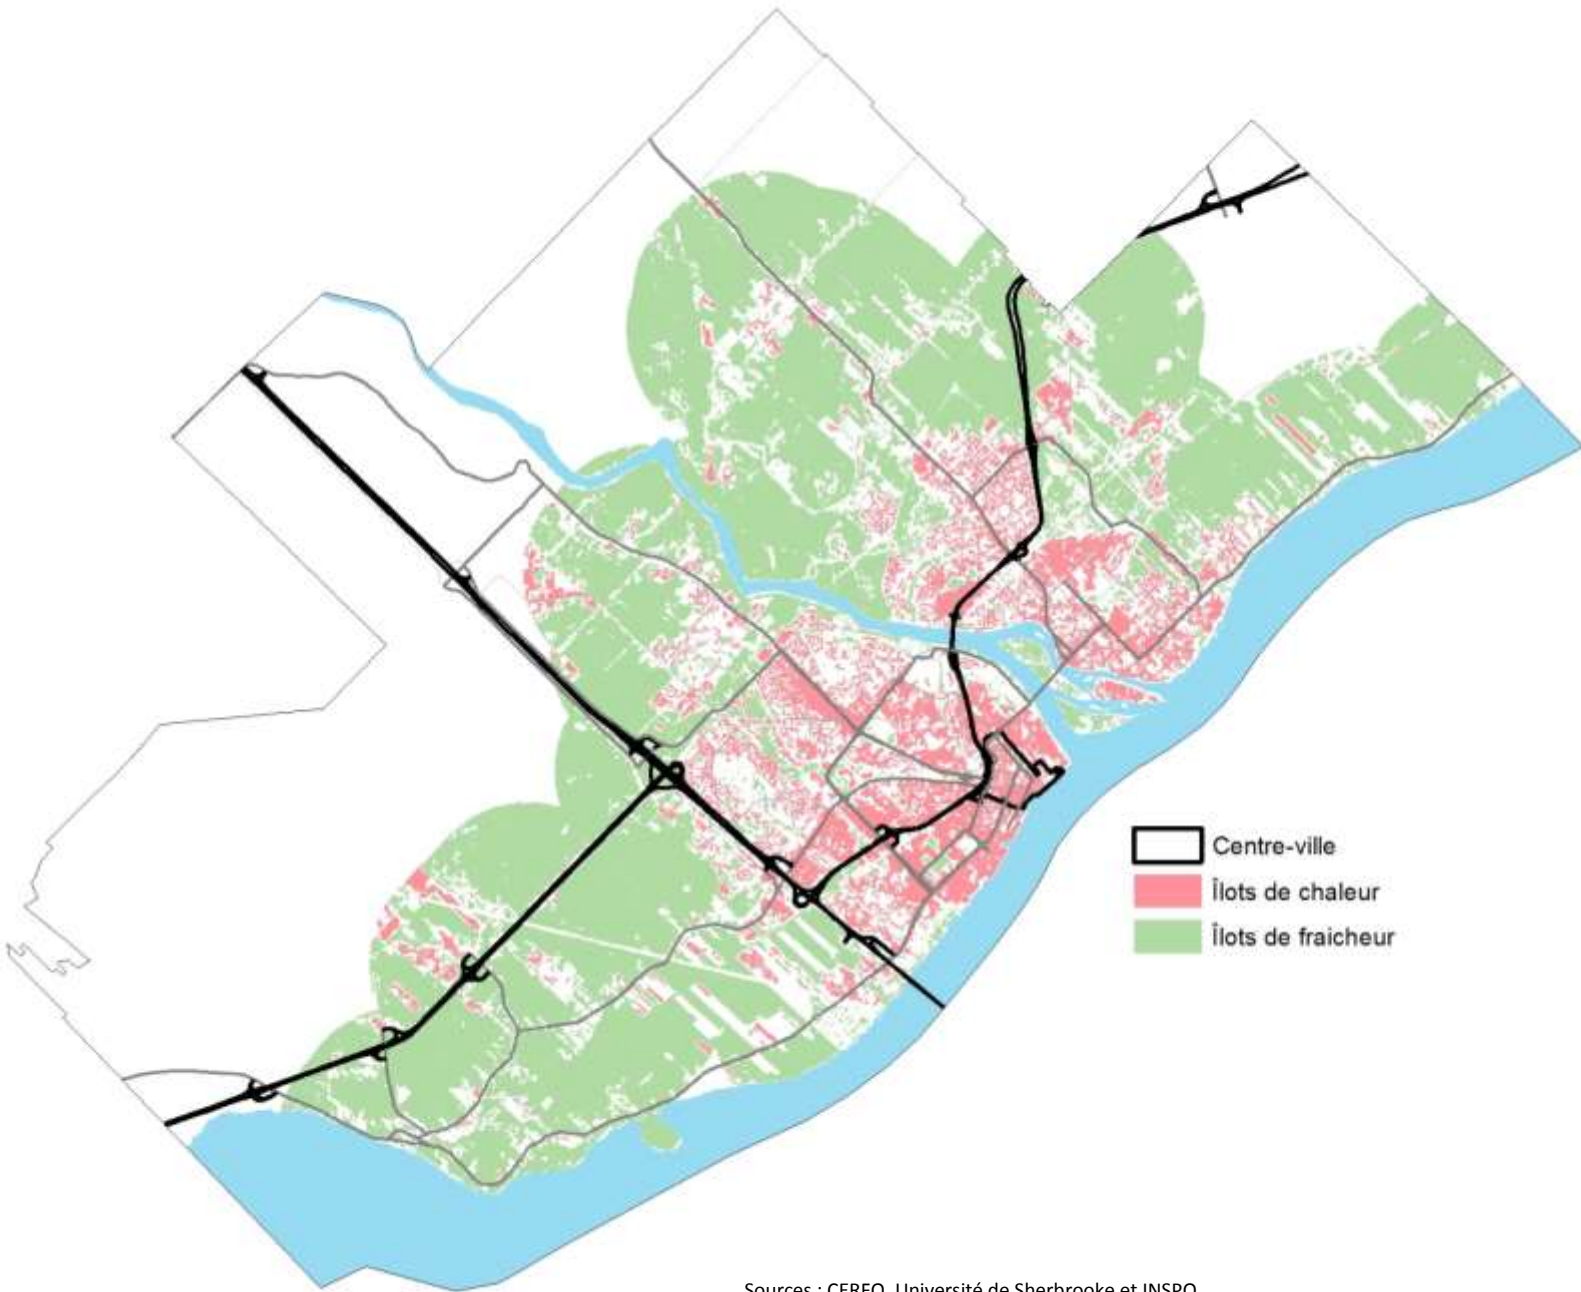 Centre-ville
Îlots de chaleur
Îlots de fraicheur
Sources : CERFO, Université de Sherbrooke et INSPQ